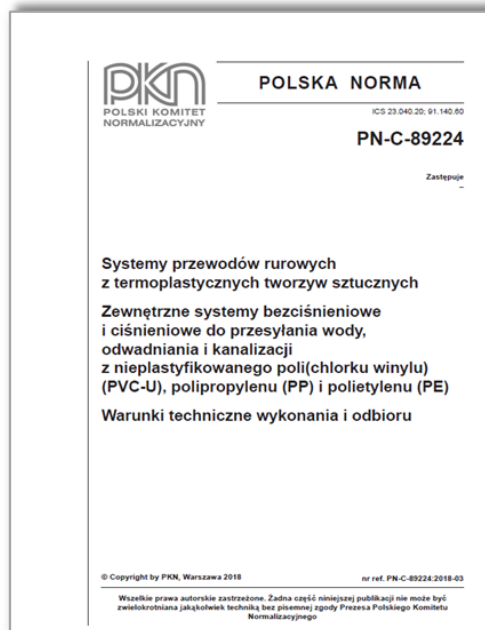 PKN
POLSKI KOMITET
NORMALIZACYJNY
POLSKA NORMA
ICS 23.040.20; 91.140.60
PN-C-89224
Zastępuje
–
Systemy przewodów rurowych
z termoplastycznych tworzyw sztucznych
Zewnętrzne systemy bezciśnieniowe
i ciśnieniowe do przesyłania wody,
odwadniania i kanalizacji
z nieplastyfikowanego poli(chlorku winylu)
(PVC-U), polipropylenu (PP) i polietylenu (PE)
Warunki techniczne wykonania i odbioru
© Copyright by PKN, Warszawa 2018
nr ref. PN-C-89224:2018-03
Wszelkie prawa autorskie zastrzeżone. Żadna część niniejszej publikacji nie może być
zwielokrotniana jakąkolwiek techniką bez pisemnej zgody Prezesa Polskiego Komitetu
Normalizacyjnego